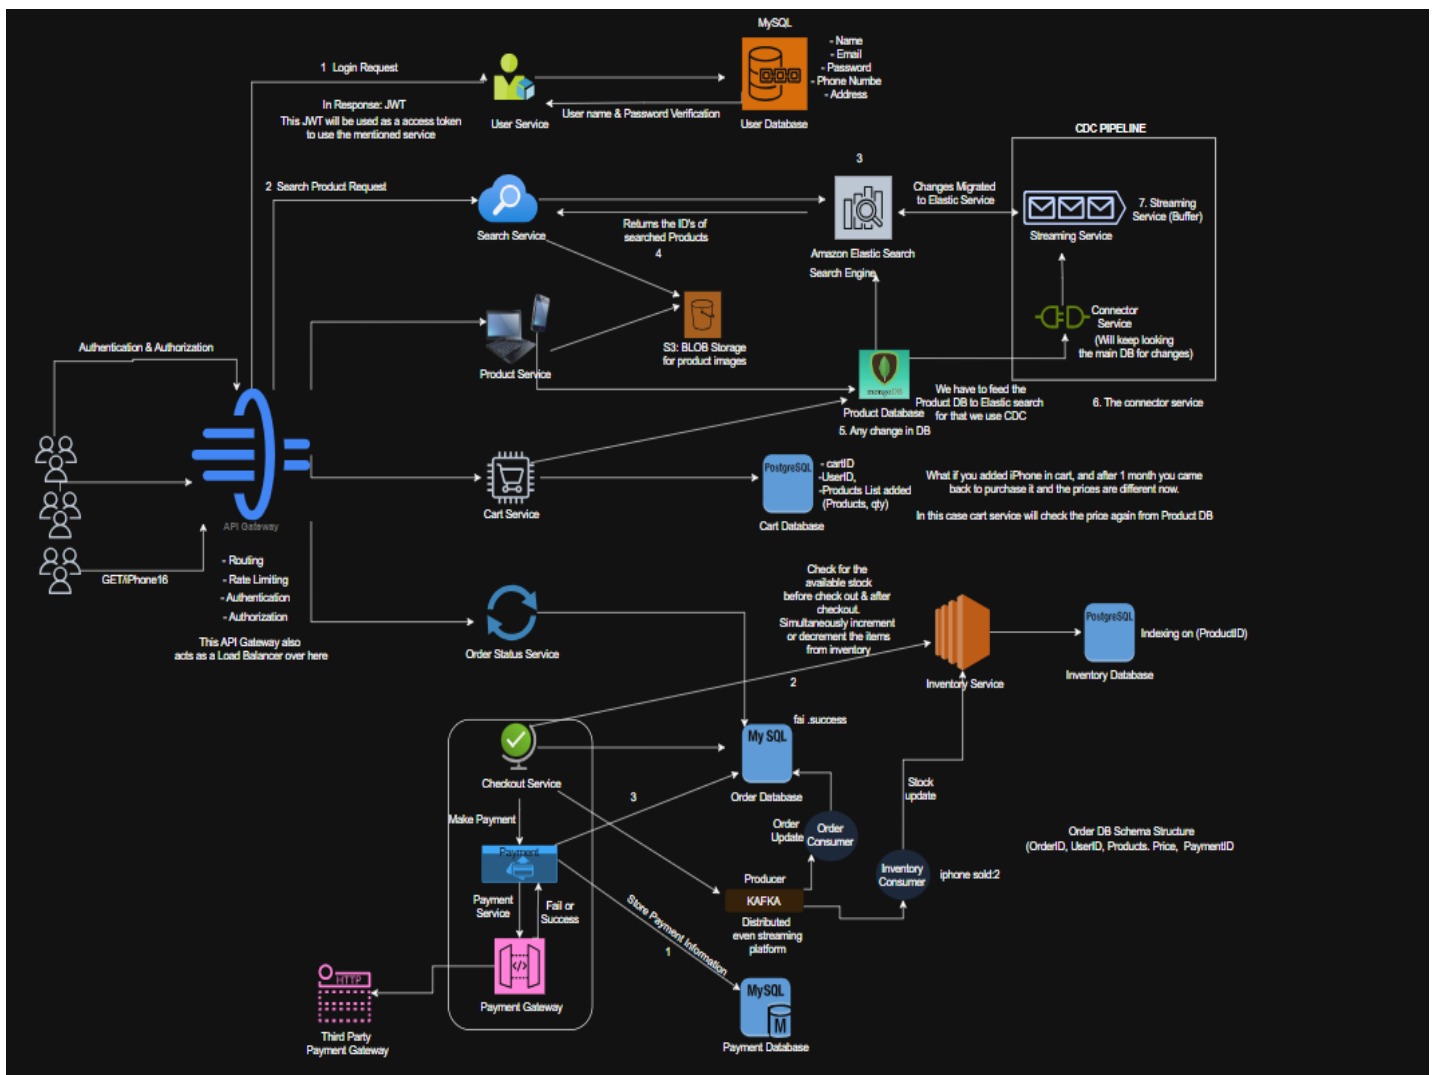 MySQL
- Name
- Email
- Password
- Phone Numbe
- Address
1 Login Request
In Response: JWT
This JWT will be used as a access token
to use the mentioned service
User Service
User name & Password Verification
User Database
CDC PIPELINE
3
2 Search Product Request
Changes Migrated
to Elastic Service
7. Streaming
Service (Buffer)
Search Service
Returns the ID's of
searched Products
4
Streaming Service
Amazon Elastic Search
Search Engine
Connector
Service
(Will keep looking
the main DB for changes)
S3: BLOB Storage
for product images
Authentication & Authorization
Product Service
mongoDB
Product Database
5. Any change in DB
We have to feed the
Product DB to Elastic search
for that we use CDC
6. The connector service
PostgreSQL
- cartID
-UserID,
-Products List added
(Products, qty)
Cart Service
Cart Database
What if you added iPhone in cart, and after 1 month you came
back to purchase it and the prices are different now.
In this case cart service will check the price again from Product DB
API Gateway
GET/iPhone16
- Routing
- Rate Limiting
- Authentication
- Authorization
This API Gateway also
acts as a Load Balancer over here
Order Status Service
Check for the
available stock
before check out & after
checkout.
Simultaneously increment
or decrement the items
from inventory
PostgreSQL
Indexing on (ProductID)
Inventory Service
Inventory Database
2
fai .success
My SQL
Checkout Service
Order Database
3
Stock
update
Make Payment
Order
Update
Order
Consumer
Order DB Schema Structure
(OrderID, UserID, Products. Price, PaymentID
Payment
Inventory
Consumer
iphone sold:2
Producer
KAFKA
Distributed
even streaming
platform
Payment
Service
Fail or
Success
Store Payment Information
1
HTTP
Payment Gateway
Third Party
Payment Gateway
My SQL
M
Payment Database